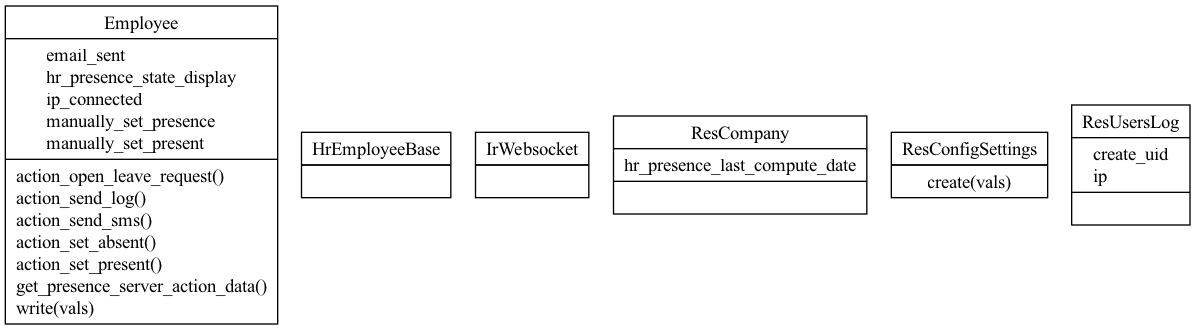 Employee
email_sent
hr_presence_state_display
ip_connected
manually_set_presence
manually_set_present
action_open_leave_request()
action_send_log()
action_send_sms()
action_set_absent()
action_set_present()
get_presence_server_action_data()
write(vals)
HrEmployeeBase
IrWebsocket
ResCompany
hr_presence_last_compute_date
ResConfigSettings
create(vals)
ResUsersLog
create_uid
ip